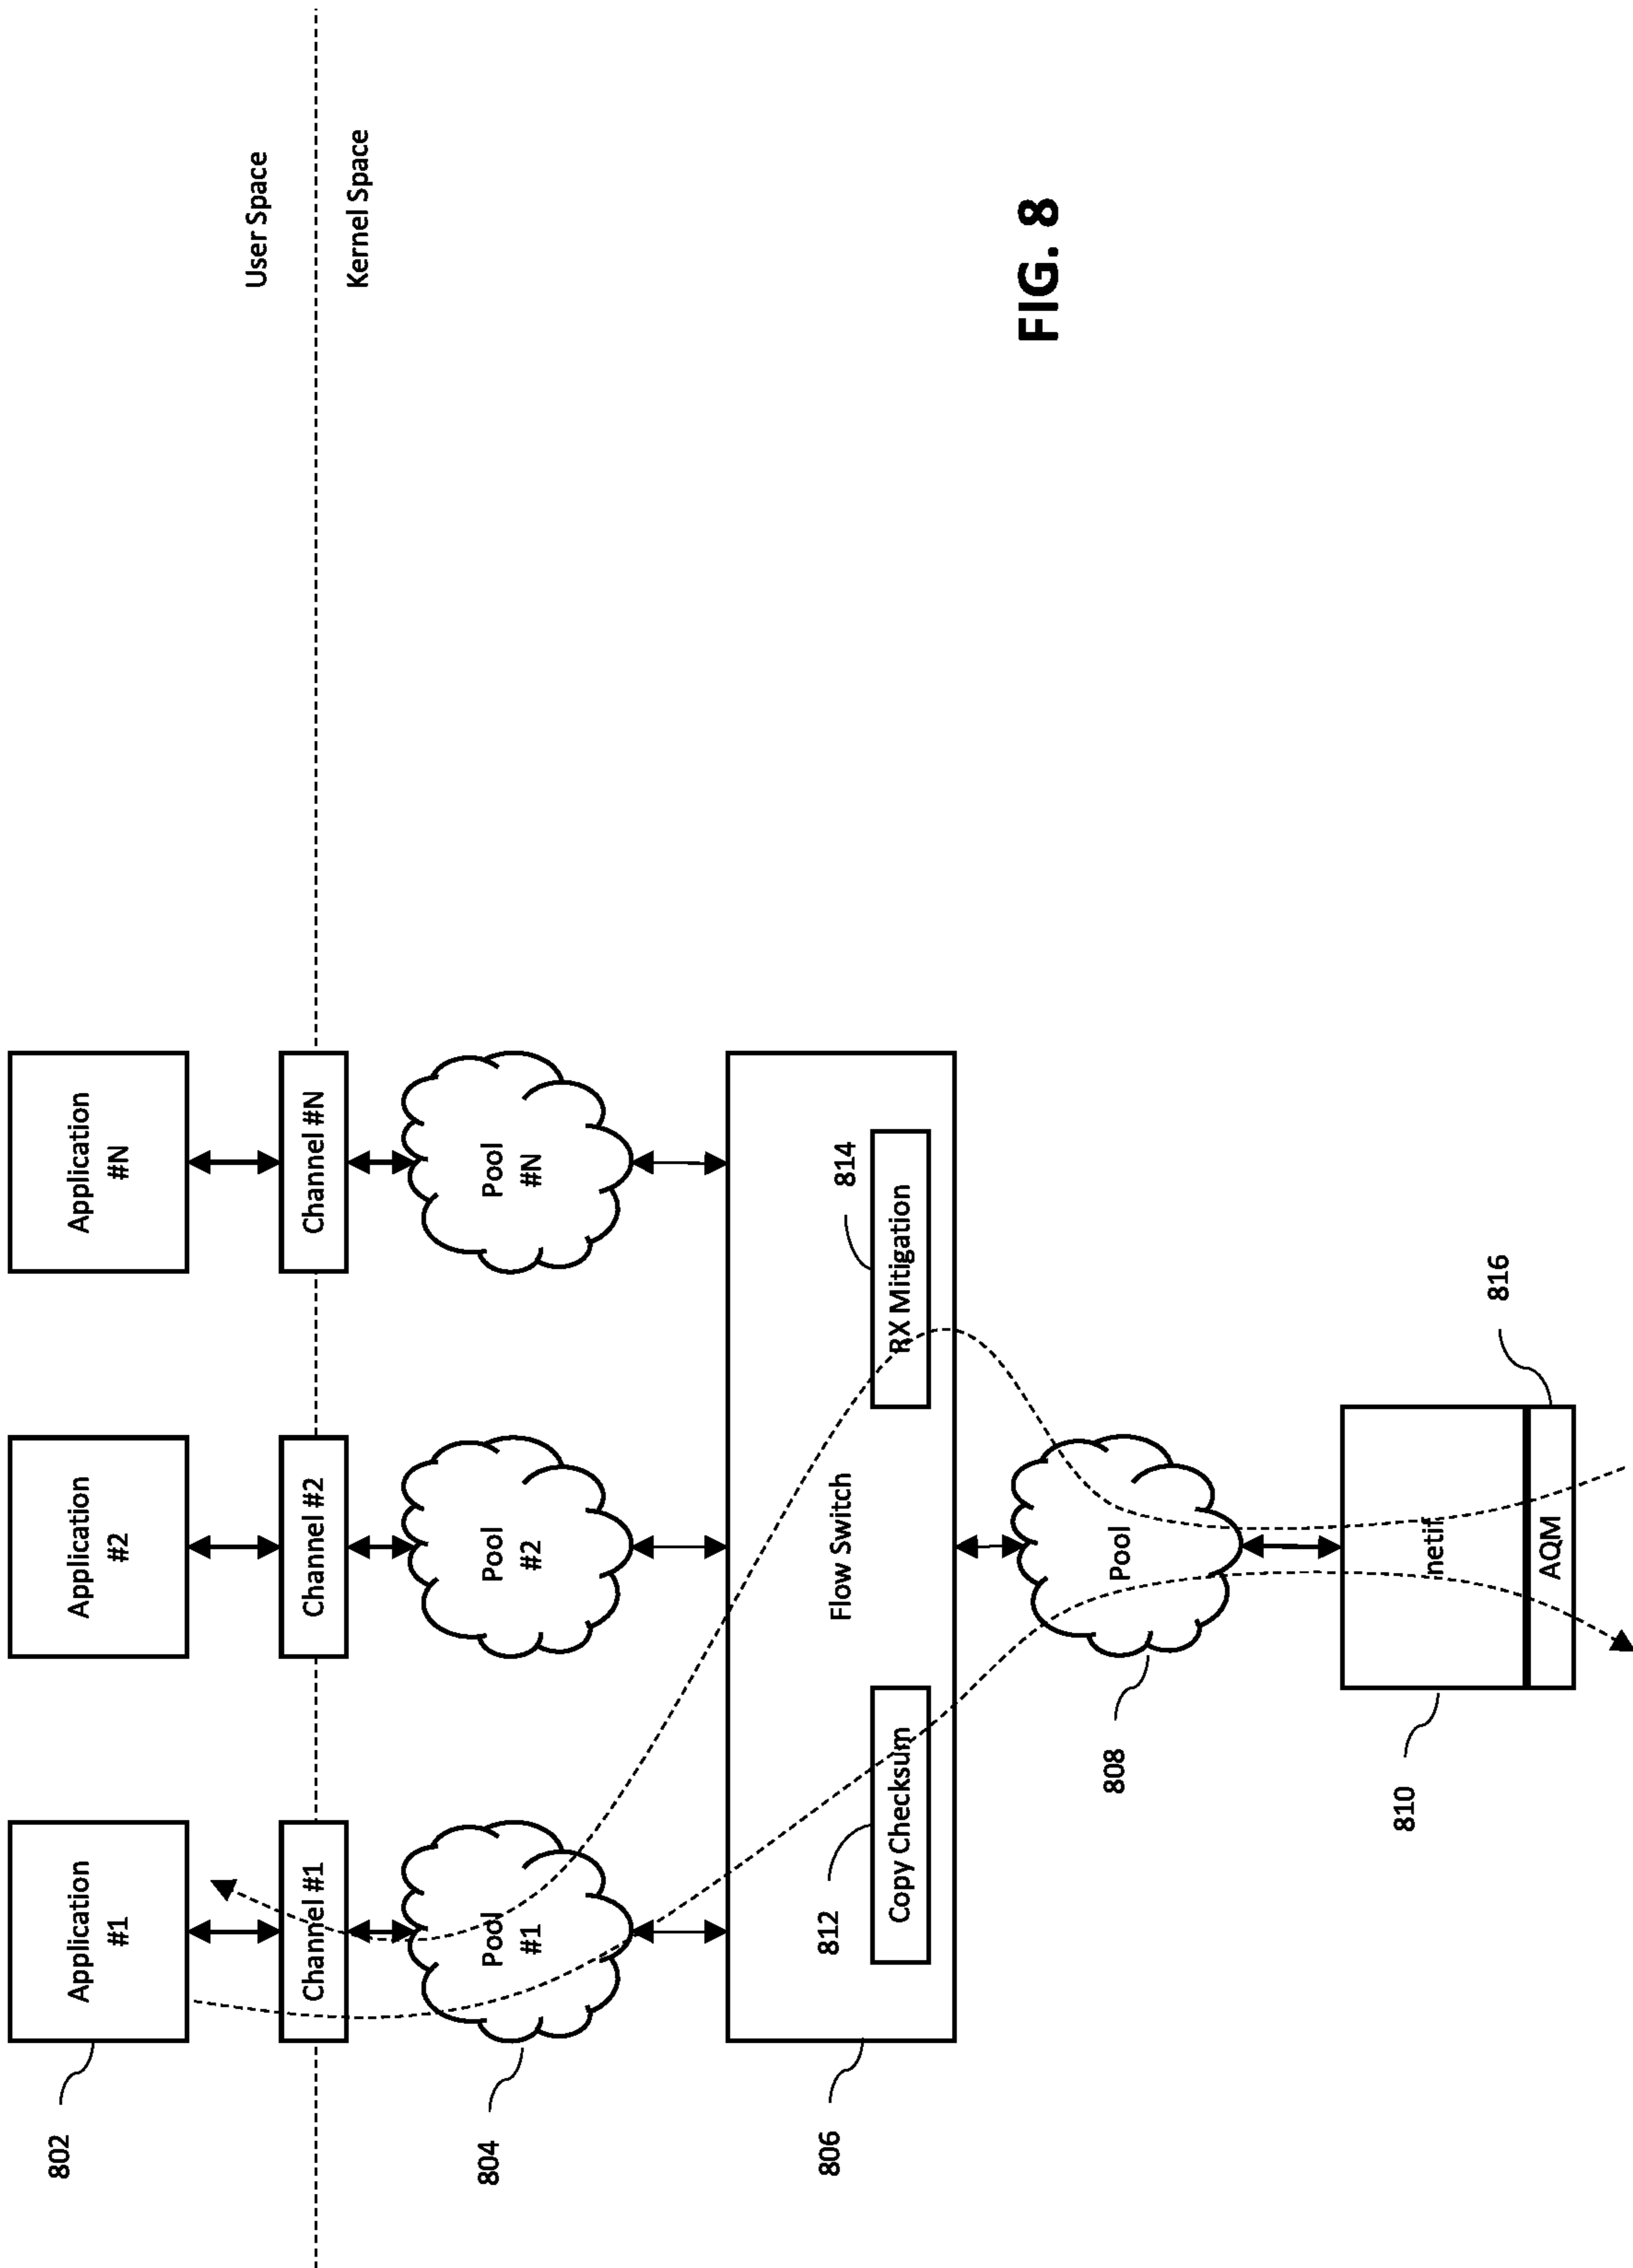 802
Application
#1
Application
#2
Application
#N
User Space
Channel #1
Channel #2
Channel #N
Kernel Space
804
Pool
#1
Pool
#2
Pool
#N
806
Flow Switch
812
814
Copy Checksum
RX Mitigation
FIG. 8
808
Pool
810
netif
816
AQM